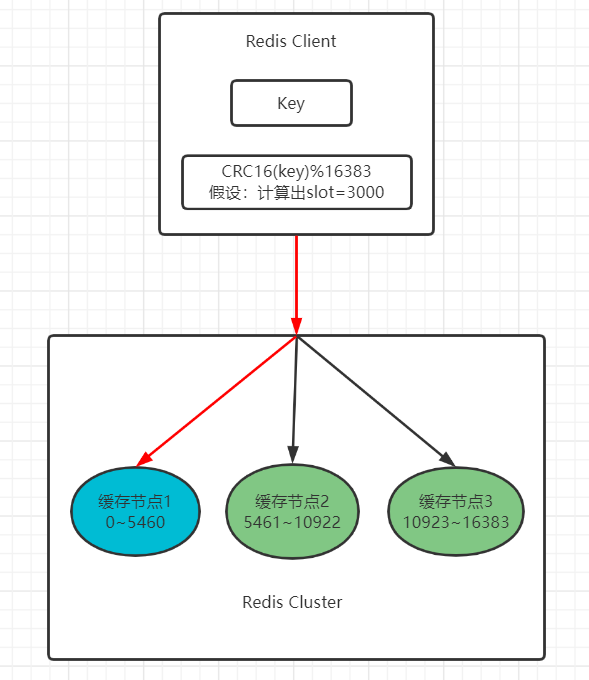 Redis Client
Key
CRC16(key)%16383
假设：计算出slot=3000
缓存节点1
0~5460
缓存节点2
5461~10922
缓存节点3
10923~16383
Redis Cluster